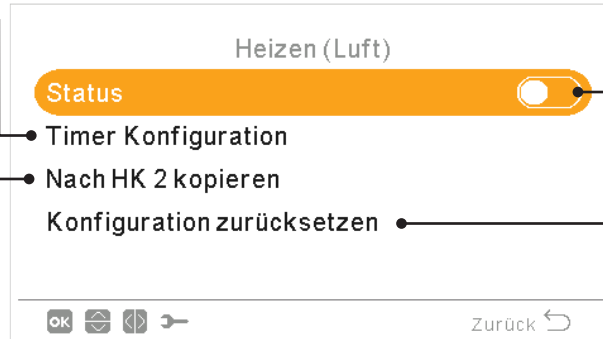 Heizen (Luft)
Status
Timer Konfiguration
Nach HK 2 kopieren
Konfiguration zurücksetzen
OK
Zurück